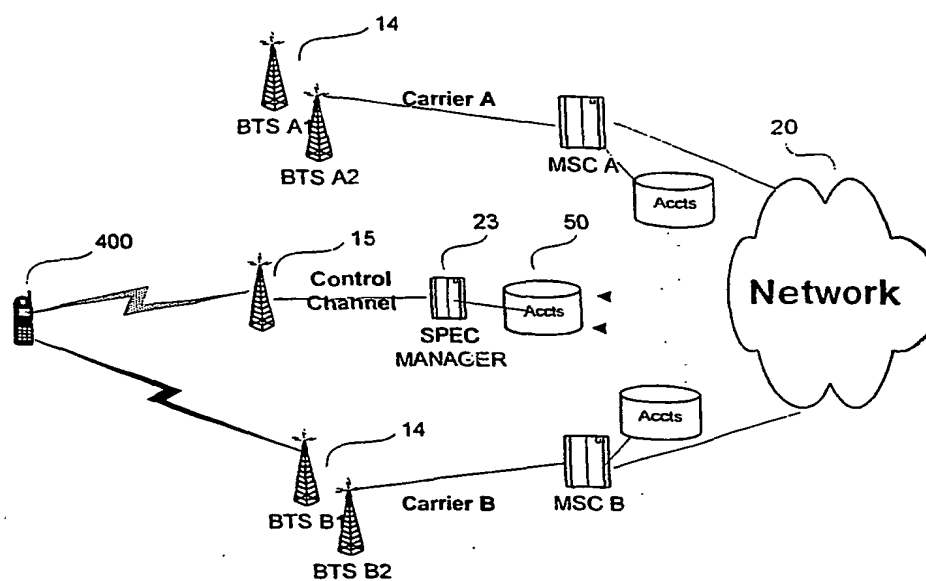 14
Carrier A
BTS A1
BTS A2
MSC A
20
Accts
400
15
23
50
Control
Channel
Accts
Network
SPEC
MANAGER
Accts
14
BTS B1
Carrier B
MSC B
BTS B2